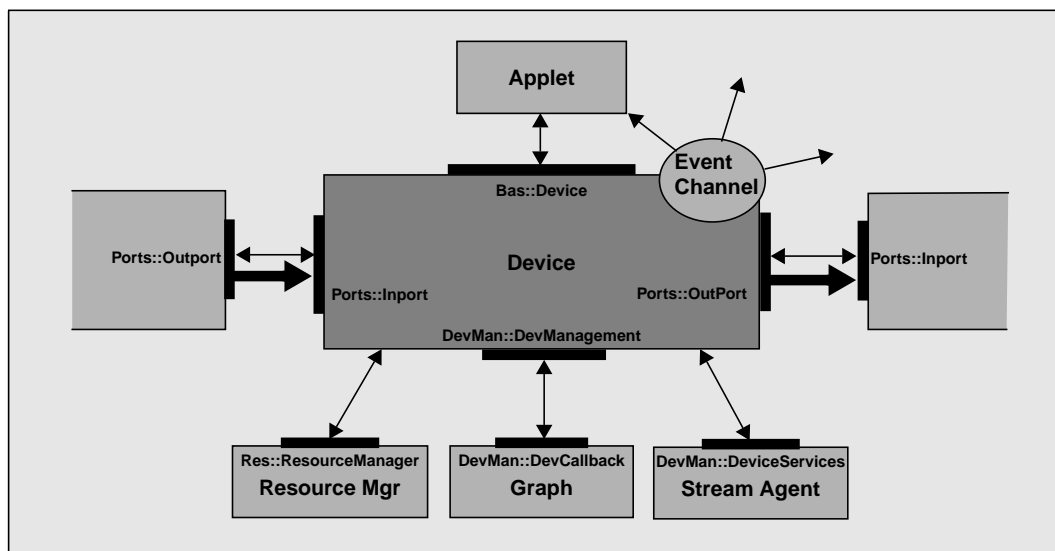 Applet
Event
Channel
Bas::Device
Ports::Outport
Device
Ports::Inport
Ports::Inport
Ports::OutPort
DevMan::DevManagement
Res::ResourceManager
Resource Mgr
DevMan::DevCallback
Graph
DevMan::DeviceServices
Stream Agent